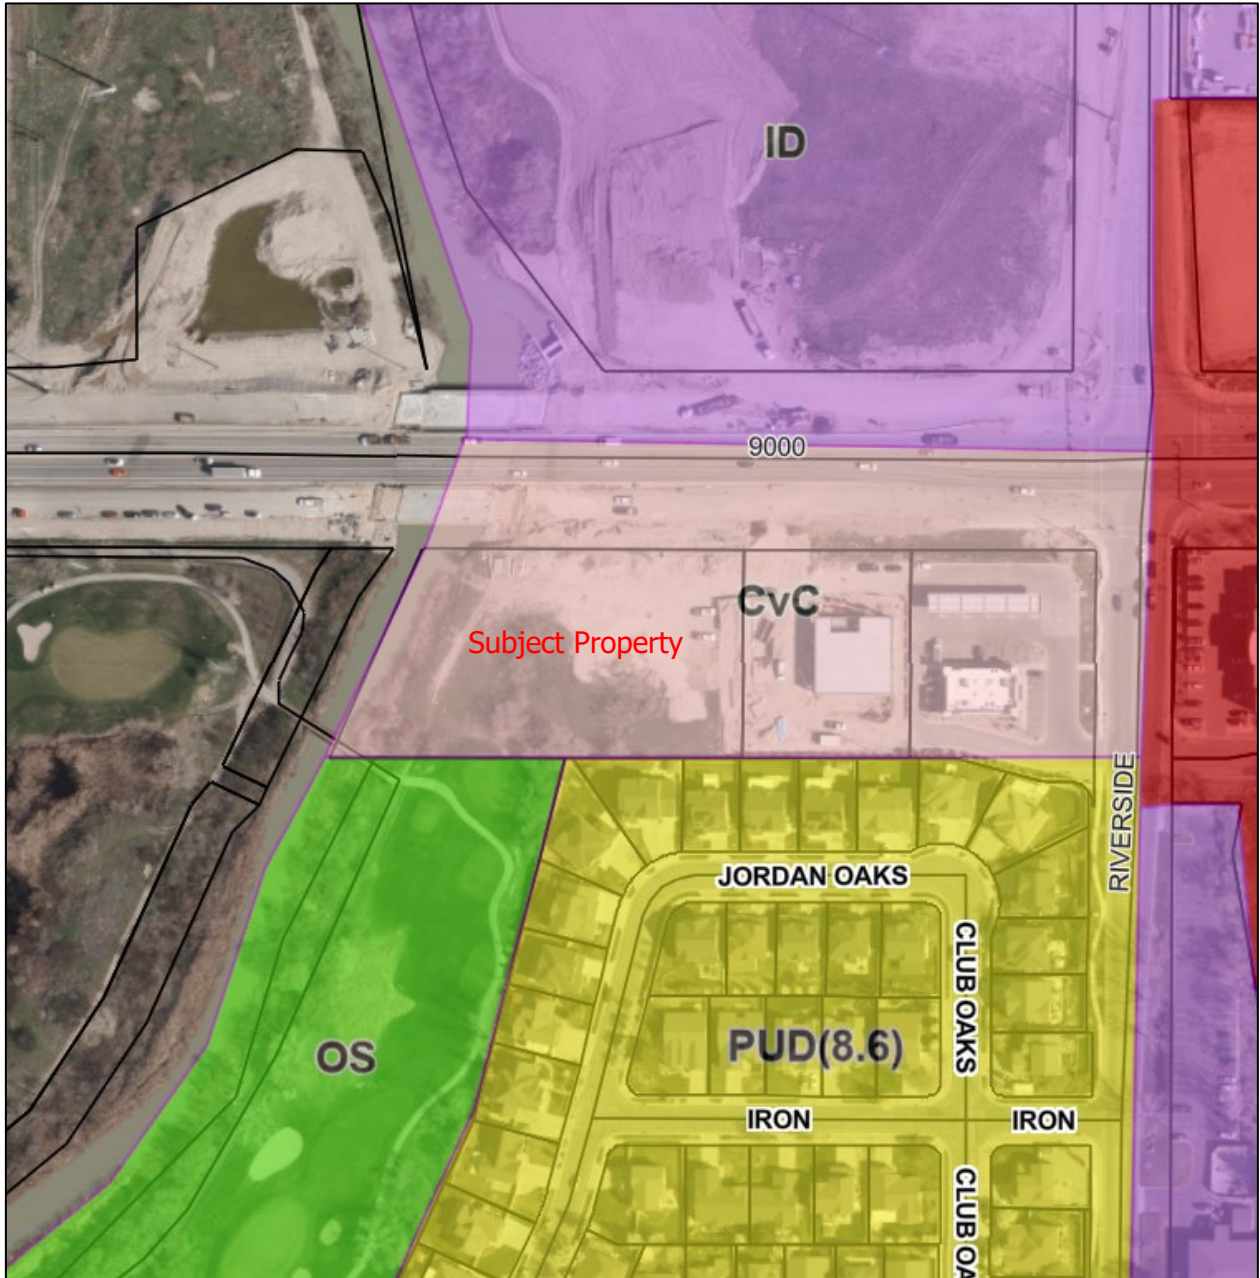 ID
9000
CvC
Subject Property
RIVERSIDE
JORDAN OAKS
CLUB OAKS
PUD(8.6)
OS
IRON
IRON
CLUB OA